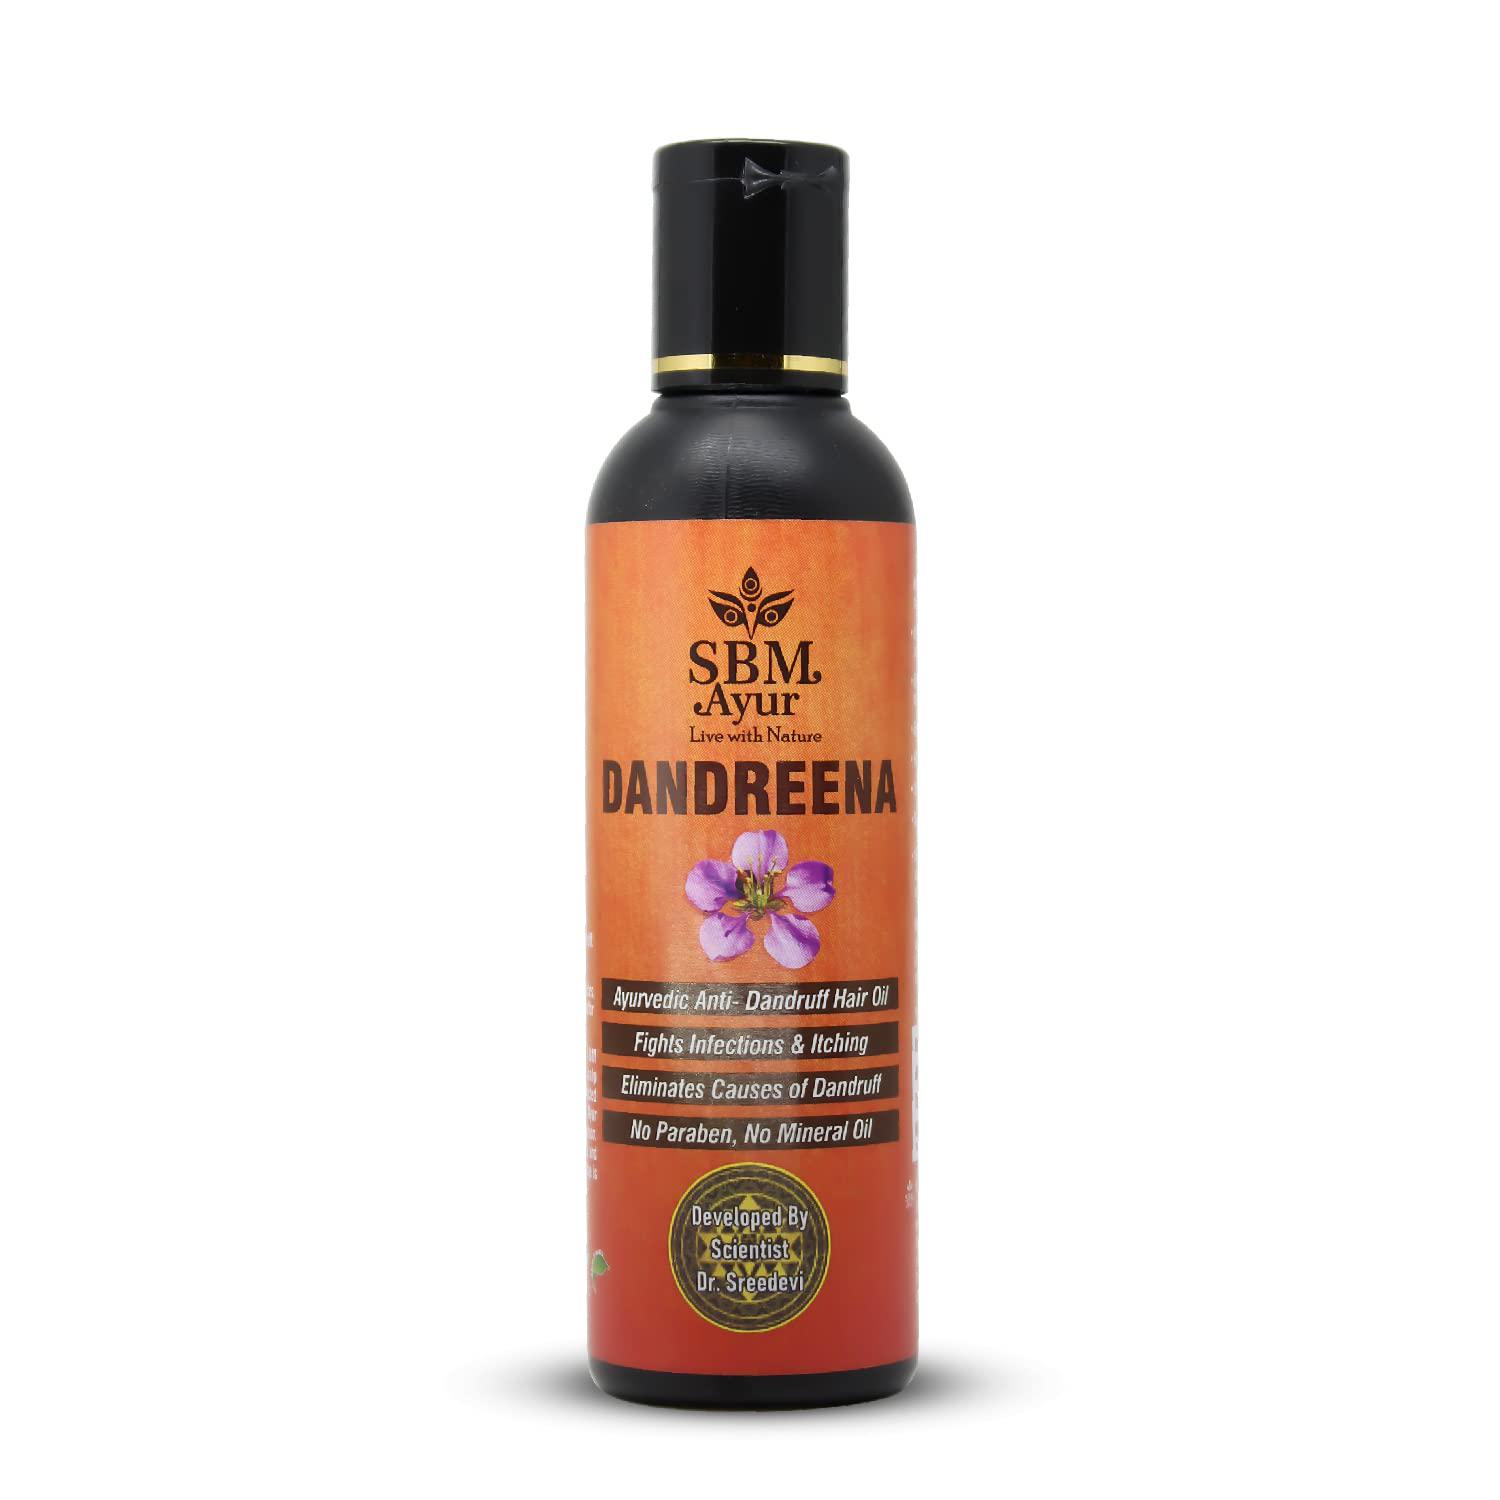 SBM
Ayur
Live with Nature
DANDREENA
Ayurvedic Anti- Dandruff Hair Oil
Fights Infections & Itching
Eliminates Causes of Dandruff
No Paraben, No Mineral Oil
Developed By
Scientist
Dr. Sreedevi